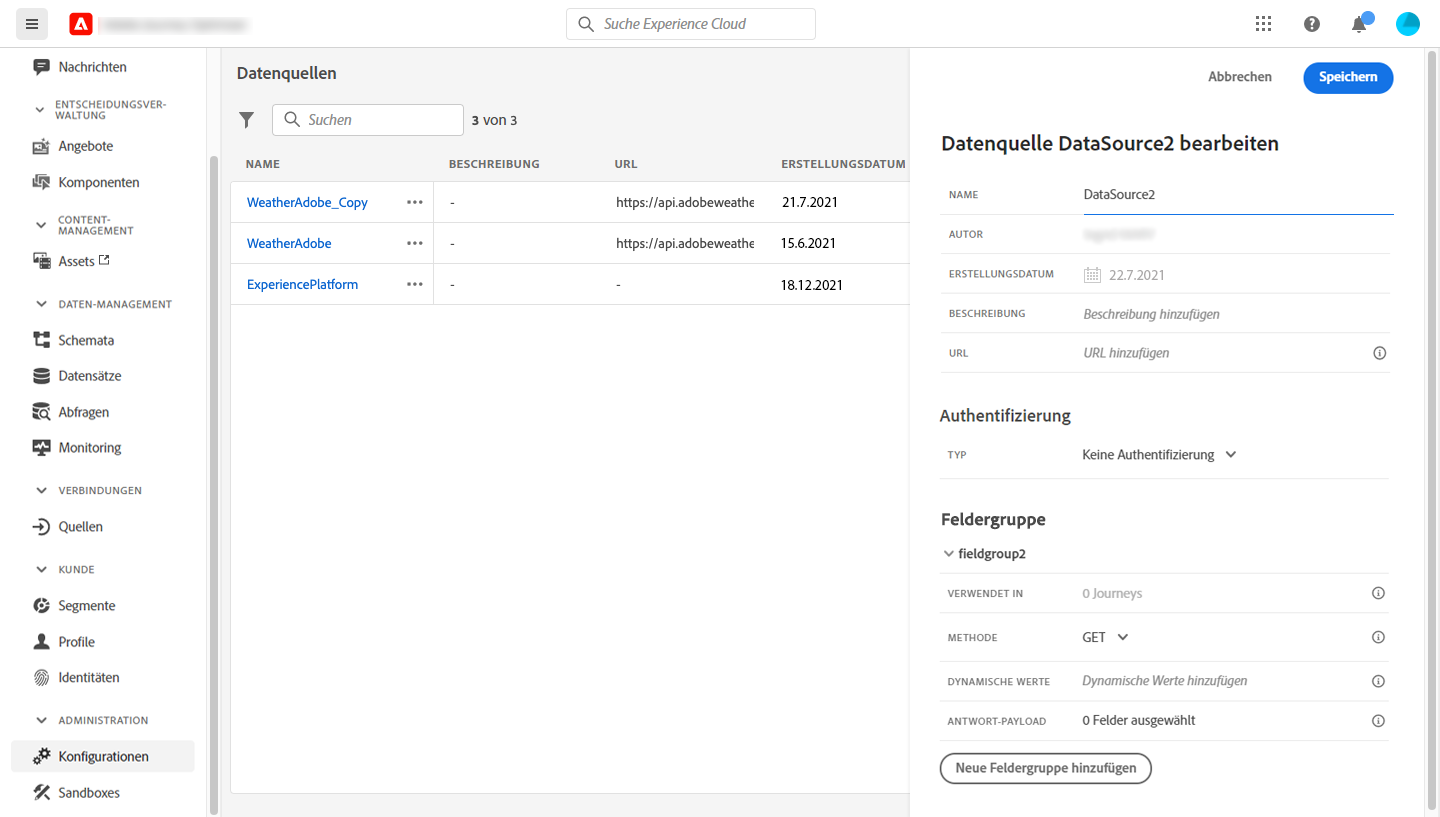 Suche Experience Cloud
Nachrichten
ENTSCHEIDUNGSVER-
WALTUNG
Angebote
Komponenten
CONTENT-
MANAGEMENT
Assets
DATEN-MANAGEMENT
Schemata
Datensätze
Abfragen
Monitoring
VERBINDUNGEN
Quellen
KUNDE
Segmente
Profile
Identitäten
ADMINISTRATION
Konfigurationen
Sandboxes
Datenquellen
Suchen
3 von 3
NAME BESCHREIBUNG URL ERSTELLUNGSDATUM
WeatherAdobe_Copy - https://api.adobeweathe 21.7.2021
WeatherAdobe - https://api.adobeweathe 15.6.2021
ExperiencePlatform - - 18.12.2021
Abbrechen Speichern
Datenquelle DataSource2 bearbeiten
NAME DataSource2
AUTOR
ERSTELLUNGSDATUM 22.7.2021
BESCHREIBUNG Beschreibung hinzufügen
URL URL hinzufügen
Authentifizierung
TYP Keine Authentifizierung
Feldergruppe
fieldgroup2
VERWENDET IN 0 Journeys
METHODE GET
DYNAMISCHE WERTE Dynamische Werte hinzufügen
ANTWORT-PAYLOAD 0 Felder ausgewählt
Neue Feldergruppe hinzufügen